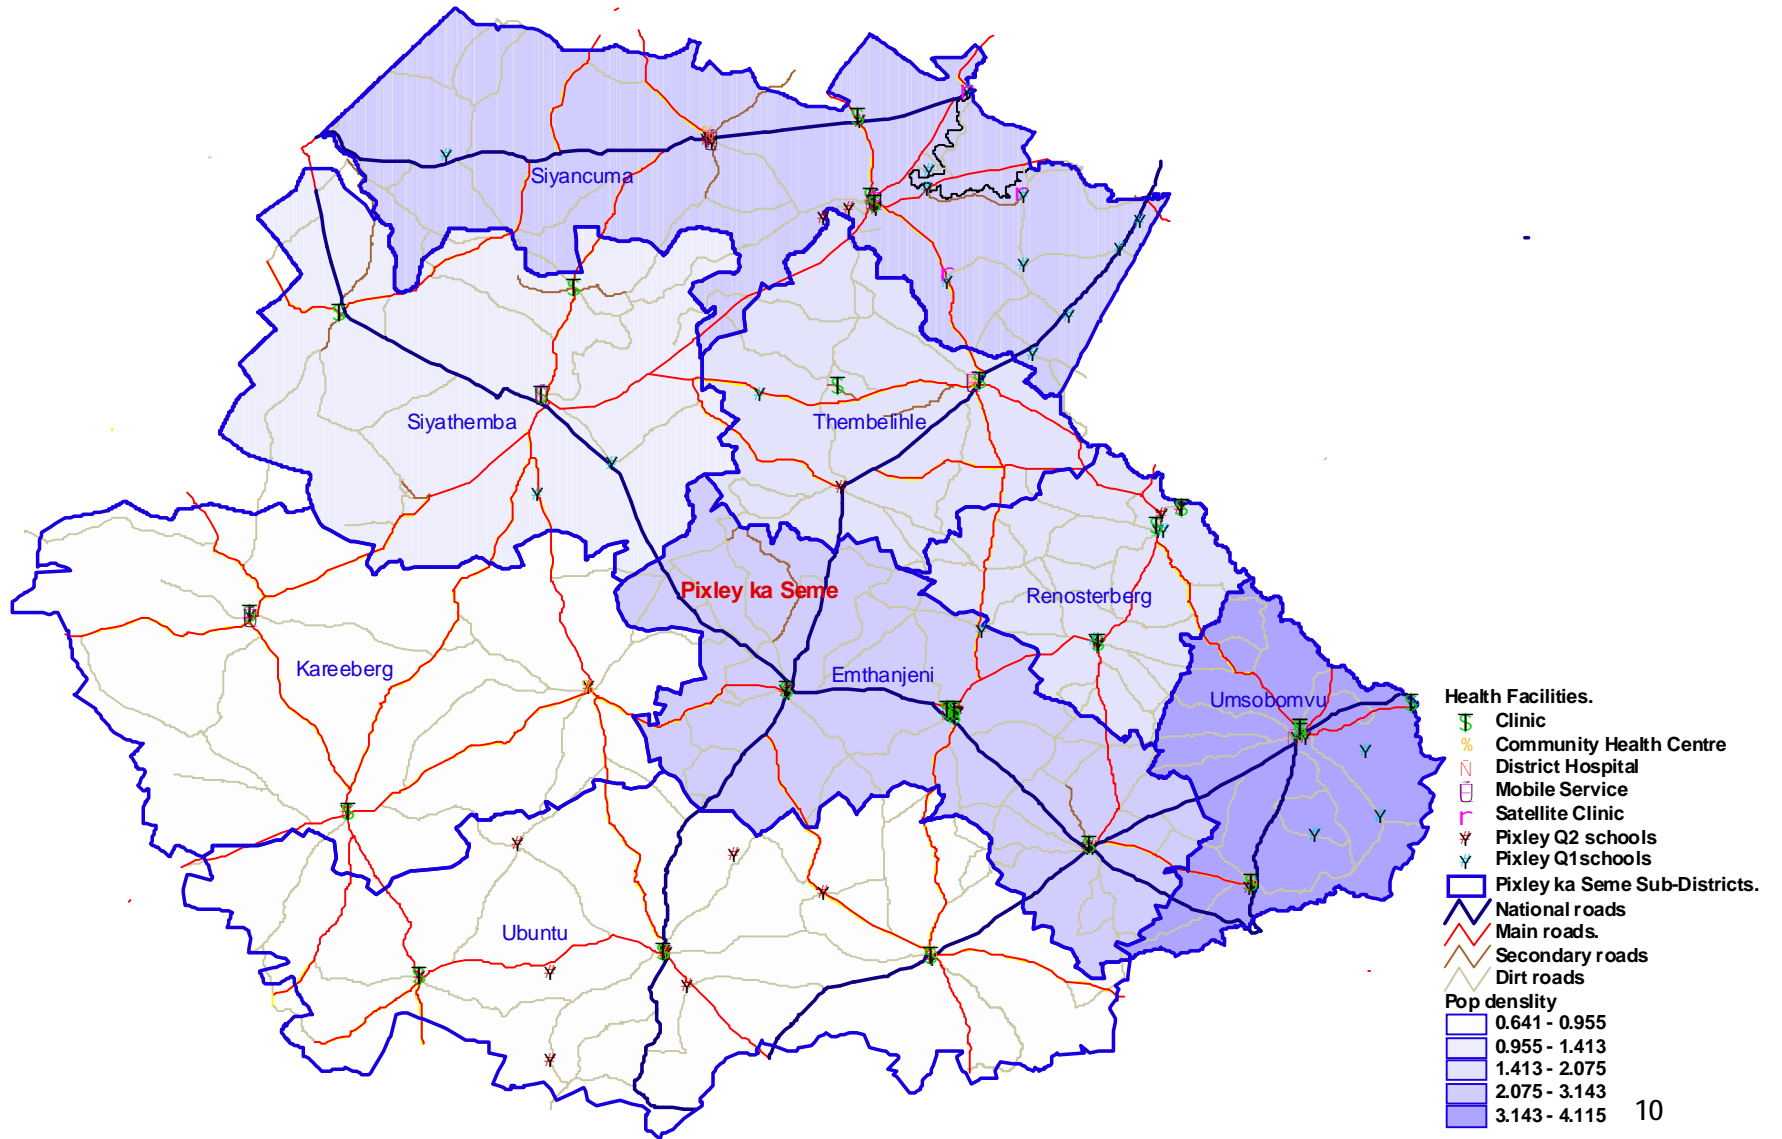 Siyancuma
Siyathemba
Thembelihle
Pixley ka Seme
Renosterberg
Kareeberg
Emthanjeni
Umsobomvu
Ubuntu
Health Facilities.
Clinic
Community Health Centre
District Hospital
Mobile Service
Satellite Clinic
Pixley Q2 schools
Pixley Q1schools
Pixley ka Seme Sub-Districts.
National roads
Main roads.
Secondary roads
Dirt roads
Pop denslity
0.641 - 0.955
0.955 - 1.413
1.413 - 2.075
2.075 - 3.143
3.143 - 4.115
10